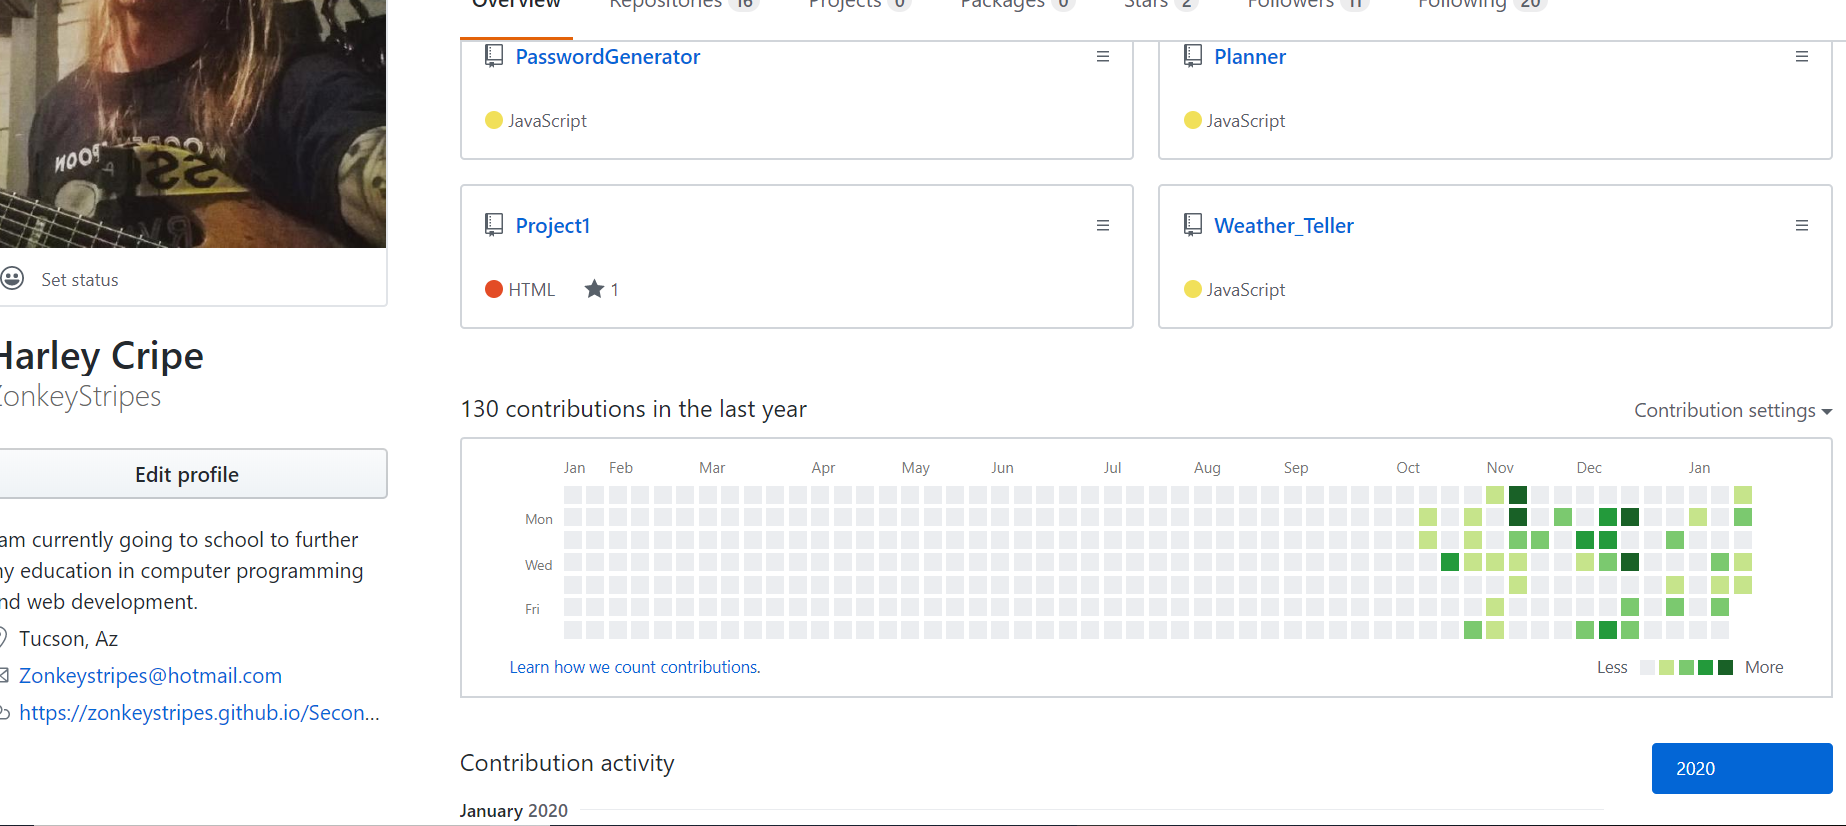 Overview Repositories 16 Projects 0 Packages 0 Stars 2 Followers 11 Following 20
PasswordGenerator
JavaScript
Planner
JavaScript
Project1
HTML 1
Weather_Teller
JavaScript
Set status
Harley Cripe
ZonkeyStripes
Edit profile
am currently going to school to further
my education in computer programming
and web development.
Tucson, Az
Zonkeystripes@hotmail.com
https://zonkeystripes.github.io/Secon...
130 contributions in the last year
Contribution settings
Jan Feb Mar Apr May Jun Jul Aug Sep Oct Nov Dec Jan
Mon
Wed
Fri
Learn how we count contributions.
Less More
Contribution activity
2020
January 2020